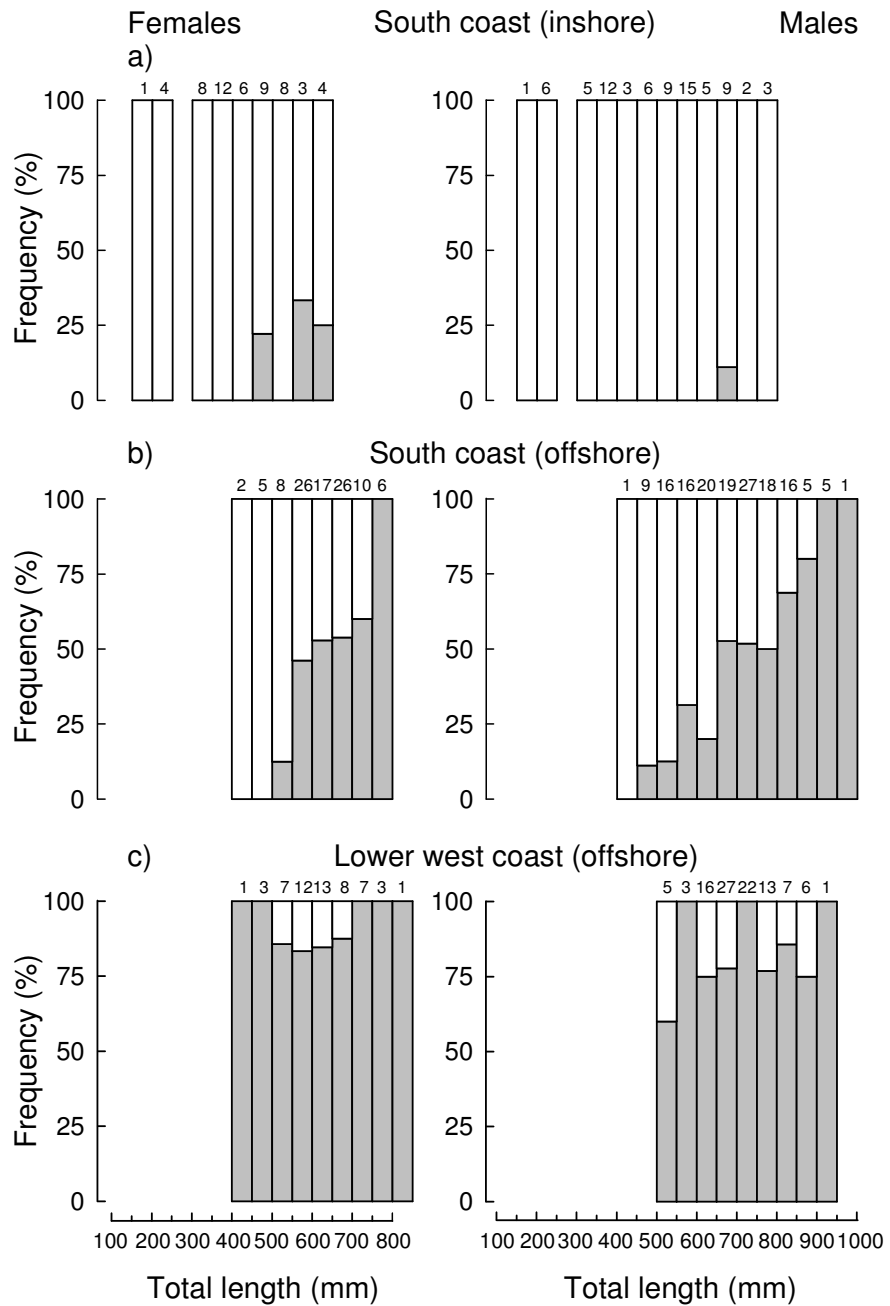 Females South coast (inshore) Males
a)
1 4 8 12 6 9 8 3 4 1 6 5 12 3 6 9 15 5 9 2 3
100 100
75 75
Frequency (%)
50 50
25 25
0 0
b) South coast (offshore)
2 5 8 26 17 26 10 6 1 9 16 16 20 19 27 18 16 5 5 1
100 100
75 75
Frequency (%)
50 50
25 25
0 0
c) Lower west coast (offshore)
1 3 7 12 13 8 7 3 1 5 3 16 27 22 13 7 6 1
100 100
75 75
Frequency (%)
50 50
25 25
0 0
100 200 300 400 500 600 700 800 100 200 300 400 500 600 700 800 900 1000
Total length (mm) Total length (mm)